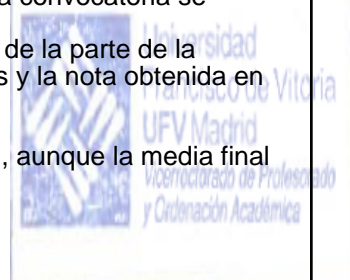 a convocatoria se
de la parte de la
s y la nota obtenida en
, aunque la media final
Universidad
Francisco de Vitoria
UFV Madrid
Vicerrectorado de Profesorado
y Ordenación Académica